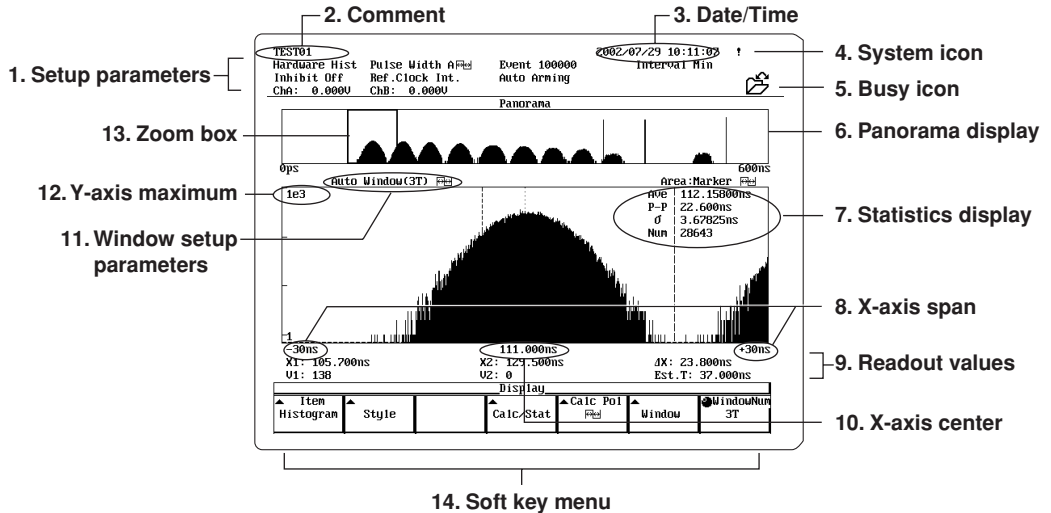 2. Comment
3. Date/Time
TEST01
2002/07/29 10:11:07 !
4. System icon
1. Setup parameters
Hardware Hist Pulse Width A Event 100000 Interval Min
Inhibit Off Ref.Clock Int. Auto Arming
ChA: 0.000V ChB: 0.000V
5. Busy icon
Panorama
13. Zoom box
6. Panorama display
0ps
600ns
Auto Window(3T)
Area:Marker
12. Y-axis maximum
1e3
Ave 112.15800ns
P-P 22.600ns
σ 3.67825ns
Num 28643
7. Statistics display
11. Window setup
parameters
8. X-axis span
1
-30ns
111.000ns
+30ns
X1: 105.700ns X2: 129.500ns ΔX: 23.800ns
V1: 138 V2: 0 Est.T: 37.000ns
9. Readout values
Display
Item
Histogram
Style
Calc/Stat
Calc Pol
Window
WindowNum
3T
10. X-axis center
14. Soft key menu